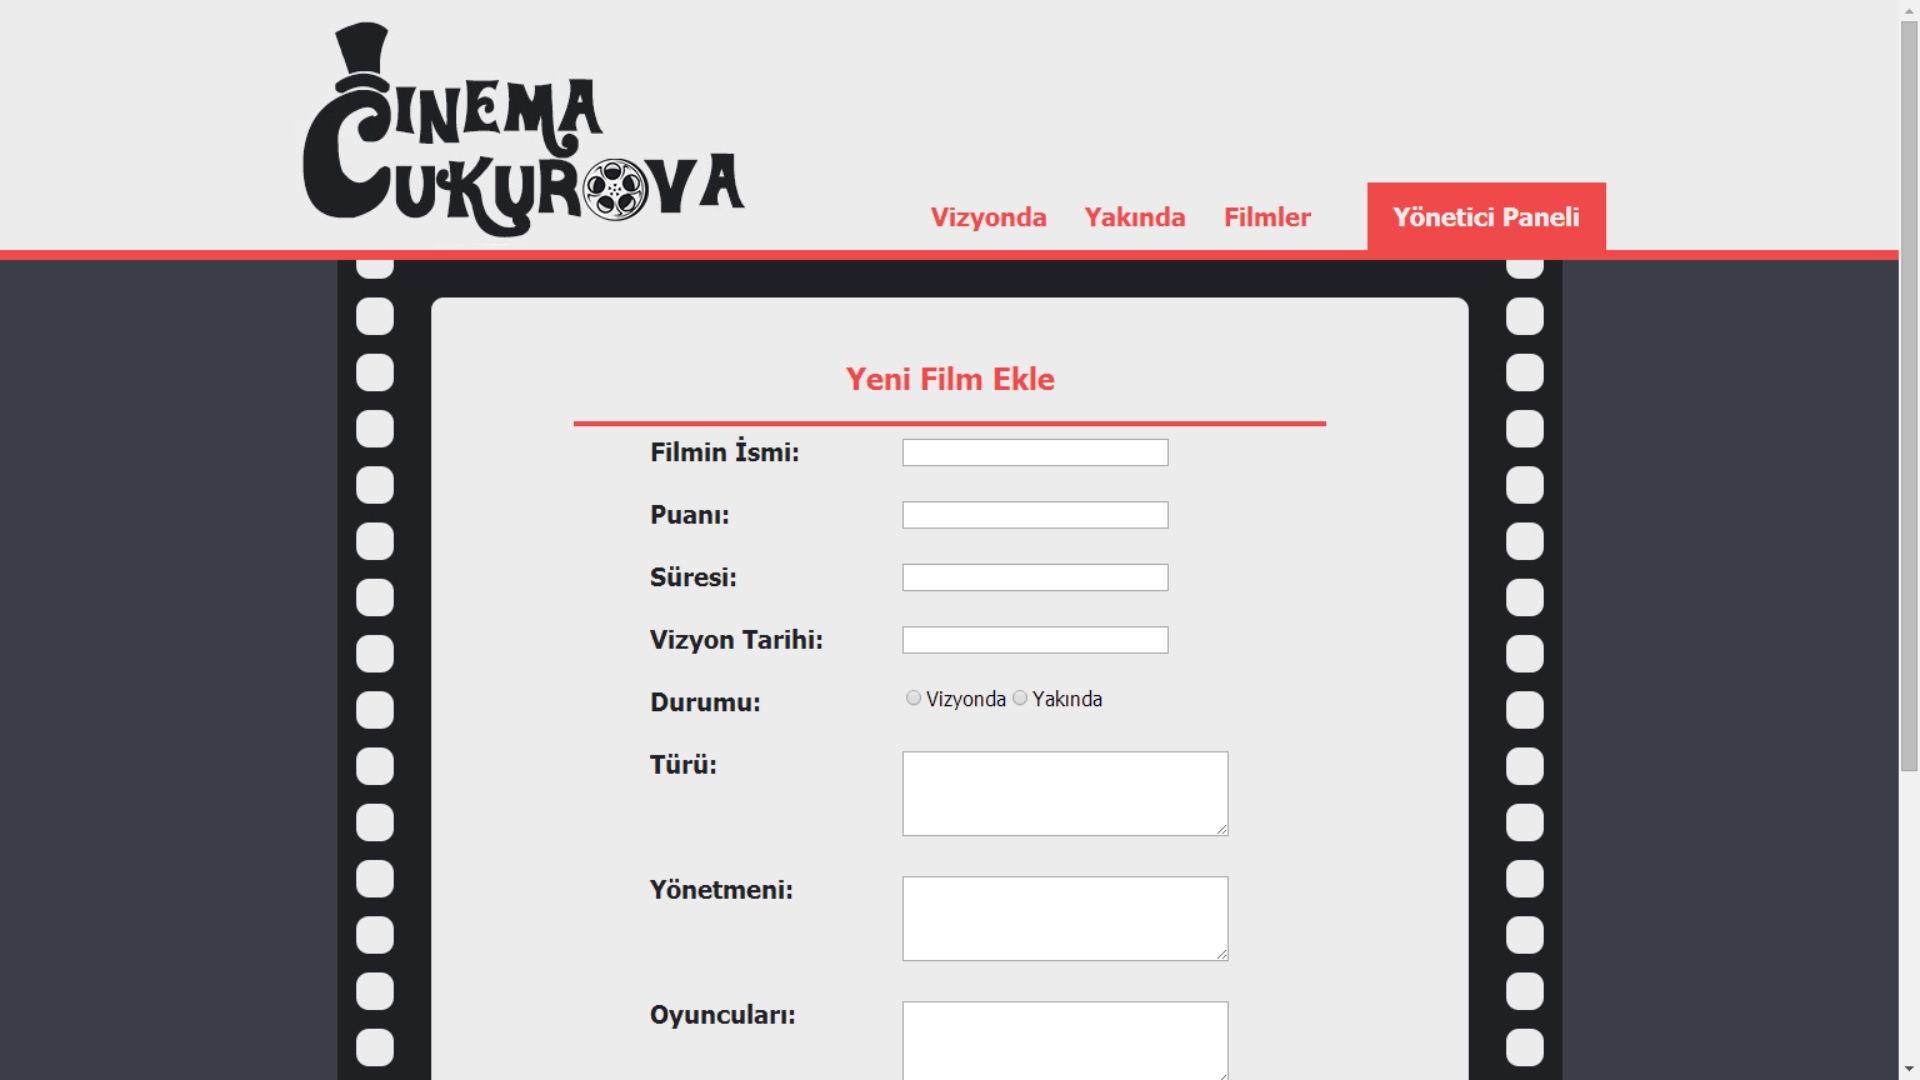 CINEMA
CUKUROVA
Vizyonda Yakında Filmler Yönetici Paneli
Yeni Film Ekle
Filmin İsmi:
Puanı:
Süresi:
Vizyon Tarihi:
Durumu: Vizyonda Yakında
Türü:
Yönetmeni:
Oyuncuları: